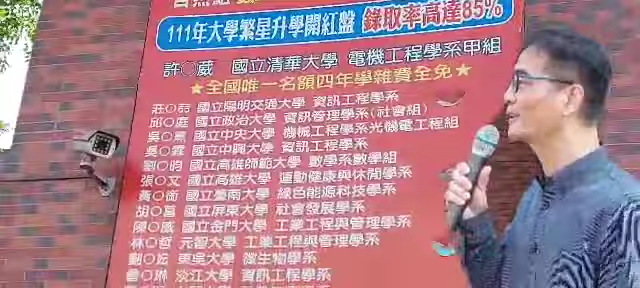 111年大學繁星升學開紅盤 錄取率高達85%
許○葳 國立清華大學 電機工程學系甲組
★全國唯一名額四年學雜費全免★
莊○ 國立陽明交通大學 資訊工程學系
邱○庭 國立政治大學 資訊管理學系(社會組)
吳○ 國立中央大學 機械工程學系光機電工程組
吳○霖 國立中興大學 資訊工程學系
劉○昀 國立高雄師範大學 數學系數學組
張○文 國立高雄大學 運動健康與休閒學系
黃○ 國立臺南大學 綠色能源科技學系
胡○菖 國立屏東大學 社會發展學系
陳○威 國立金門大學 工業工程與管理學系
林○哲 元智大學 工業工程與管理學系
劉○妘 東吳大學 微生物學系
曾○琳 淡江大學 資訊工程學系